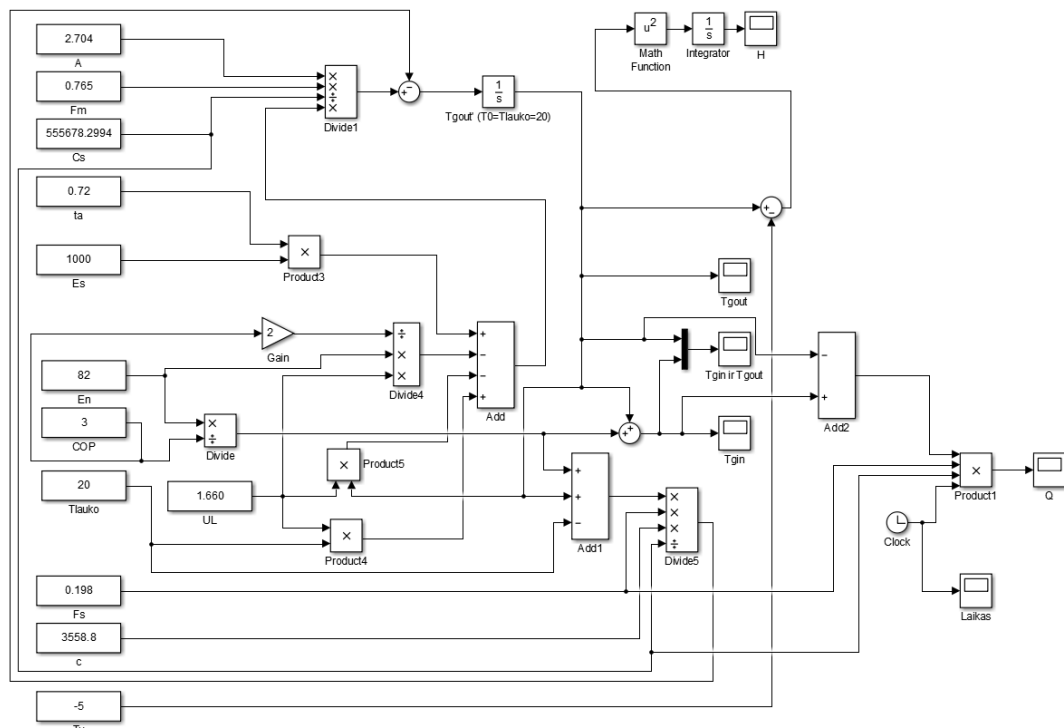 2.704
A
0.765
Fm
555678.2994
Cs
0.72
ta
1000
Es
82
En
3
COP
20
Tlauko
0.198
Fs
3558.8
c
-5
×
×
÷
×
Divide1
+
−
1
s
Tgout' (T0=Tlauko=20)
u²
Math
Function
1
s
Integrator
H
×
Product3
2
Gain
÷
×
×
Divide4
+
−
−
+
Add
×
÷
Divide
×
Product5
1.660
UL
×
Product4
+
+
−
Add1
×
×
×
÷
Divide5
+
−
Tgout
Tgin ir Tgout
+
+
Tgin
−
+
Add2
×
Product1
Q
Clock
Laikas